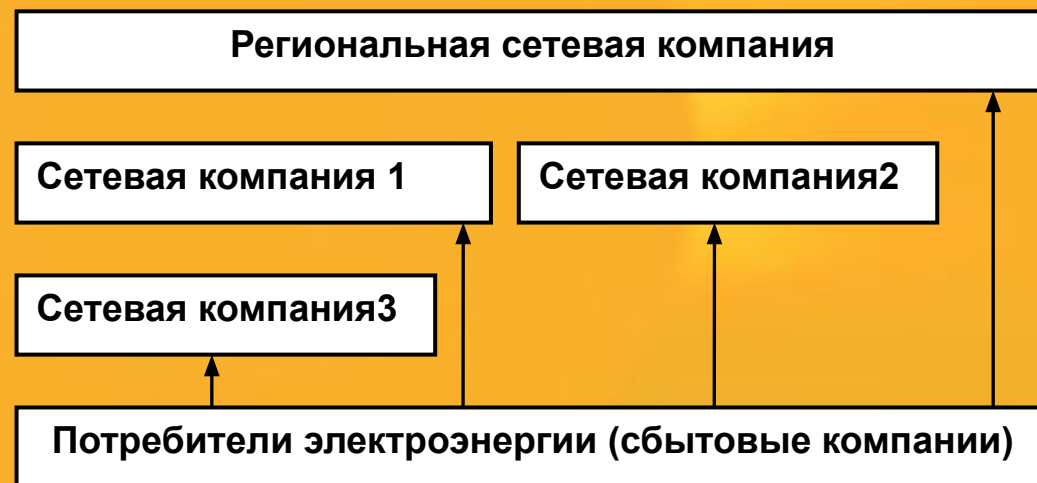 Региональная сетевая компания
Сетевая компания 1
Сетевая компания2
Сетевая компания3
Потребители электроэнергии (сбытовые компании)